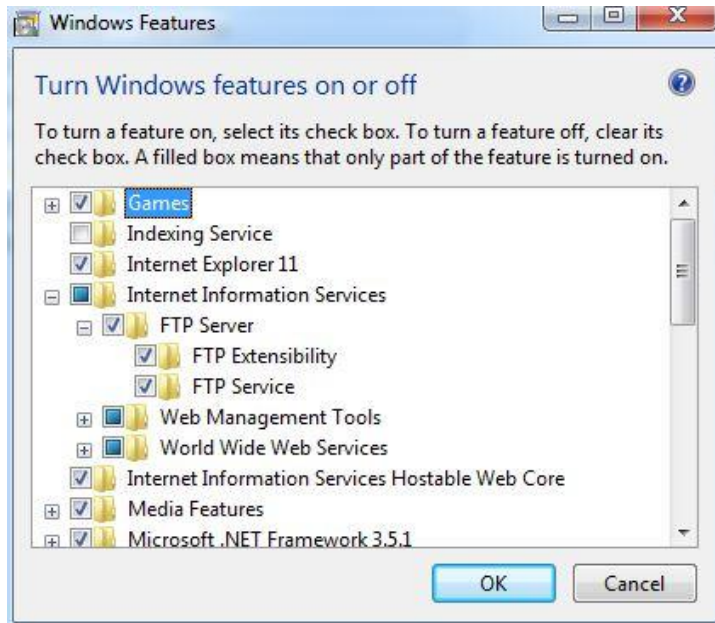 Windows Features
Turn Windows features on or off
To turn a feature on, select its check box. To turn a feature off, clear its
check box. A filled box means that only part of the feature is turned on.
Games
Indexing Service
Internet Explorer 11
Internet Information Services
FTP Server
FTP Extensibility
FTP Service
Web Management Tools
World Wide Web Services
Internet Information Services Hostable Web Core
Media Features
Microsoft .NET Framework 3.5.1
OK Cancel